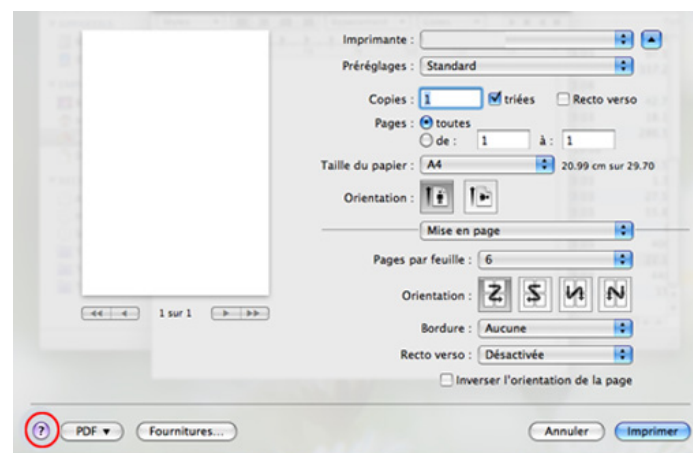 Imprimante :
Préréglages : Standard
Copies : 1 triées Recto verso
Pages : toutes
de : 1 à : 1
Taille du papier : A4 20.99 cm sur 29.70
Orientation :
Mise en page
Pages par feuille : 6
Orientation :
1 sur 1
Bordure : Aucune
Recto verso : Désactivée
Inverser l'orientation de la page
? PDF Fournitures... Annuler Imprimer